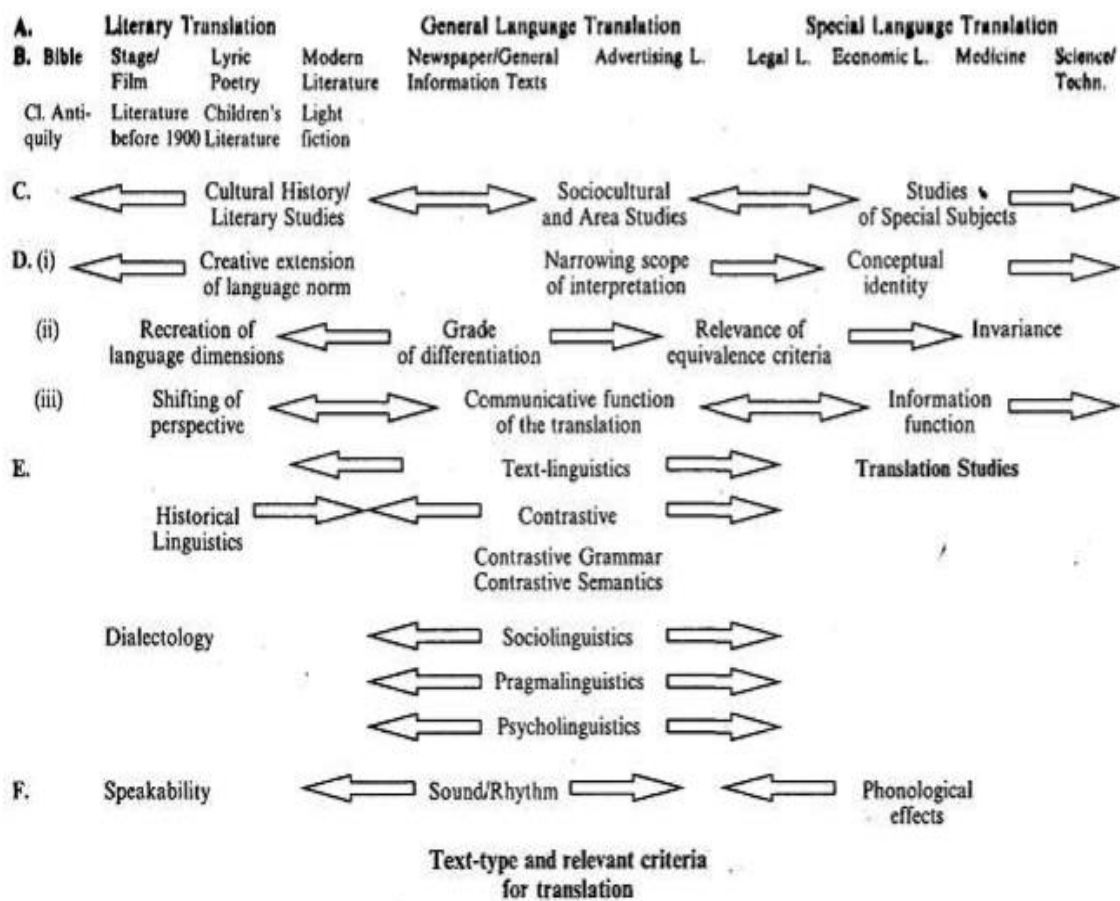 A. Literary Translation General Language Translation Special Language Translation
B. Bible Stage/ Lyric Modern Newspaper/General Advertising L. Legal L. Economic L. Medicine Science/
Film Poetry Literature Information Texts Techn.
Cl. Anti- Literature Children's Light
quily before 1900 Literature fiction
C. Cultural History/ Sociocultural Studies
Literary Studies and Area Studies of Special Subjects
D. (i) Creative extension Narrowing scope Conceptual
of language norm of interpretation identity
(ii) Recreation of Grade Relevance of Invariance
language dimensions of differentiation equivalence criteria
(iii) Shifting of Communicative function Information
perspective of the translation function
E. Text-linguistics Translation Studies
Historical Contrastive
Linguistics
Contrastive Grammar
Contrastive Semantics
Dialectology Sociolinguistics
Pragmalinguistics
Psycholinguistics
F. Speakability Sound/Rhythm Phonological
effects
Text-type and relevant criteria
for translation